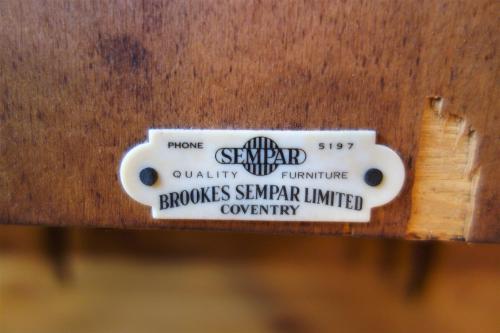 PHONE SEMPAR 5197
QUALITY FURNITURE
BROOKES SEMPAR LIMITED
COVENTRY